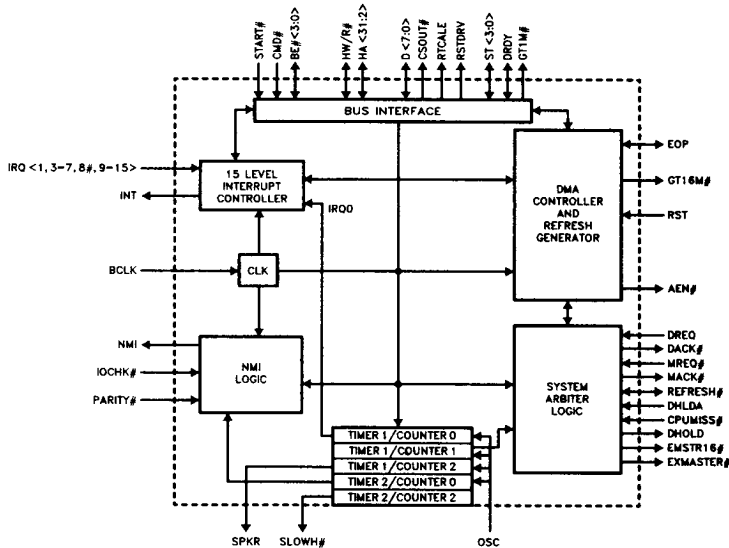 START#
CMD#
BE# <3:0>
HW/R#
HA <31:2>
D <7:0>
CSOUT#
RTCALE
RSTDRV
ST <3:0>
DRDY
GT1M#
BUS INTERFACE
IRQ <1,3-7,8#,9-15>
INT
15 LEVEL
INTERRUPT
CONTROLLER
IRQ0
DMA
CONTROLLER
AND
REFRESH
GENERATOR
EOP
GT16M#
RST
AEN#
BCLK
CLK
NMI
IOCHK#
PARITY#
NMI
LOGIC
SYSTEM
ARBITER
LOGIC
DREQ
DACK#
MREQ#
MACK#
REFRESH#
DHLDA
CPUMISS#
DHOLD
EMSTR16#
EXMASTER#
TIMER 1/COUNTER 0
TIMER 1/COUNTER 1
TIMER 1/COUNTER 2
TIMER 2/COUNTER 0
TIMER 2/COUNTER 2
SPKR
SLOWH#
OSC